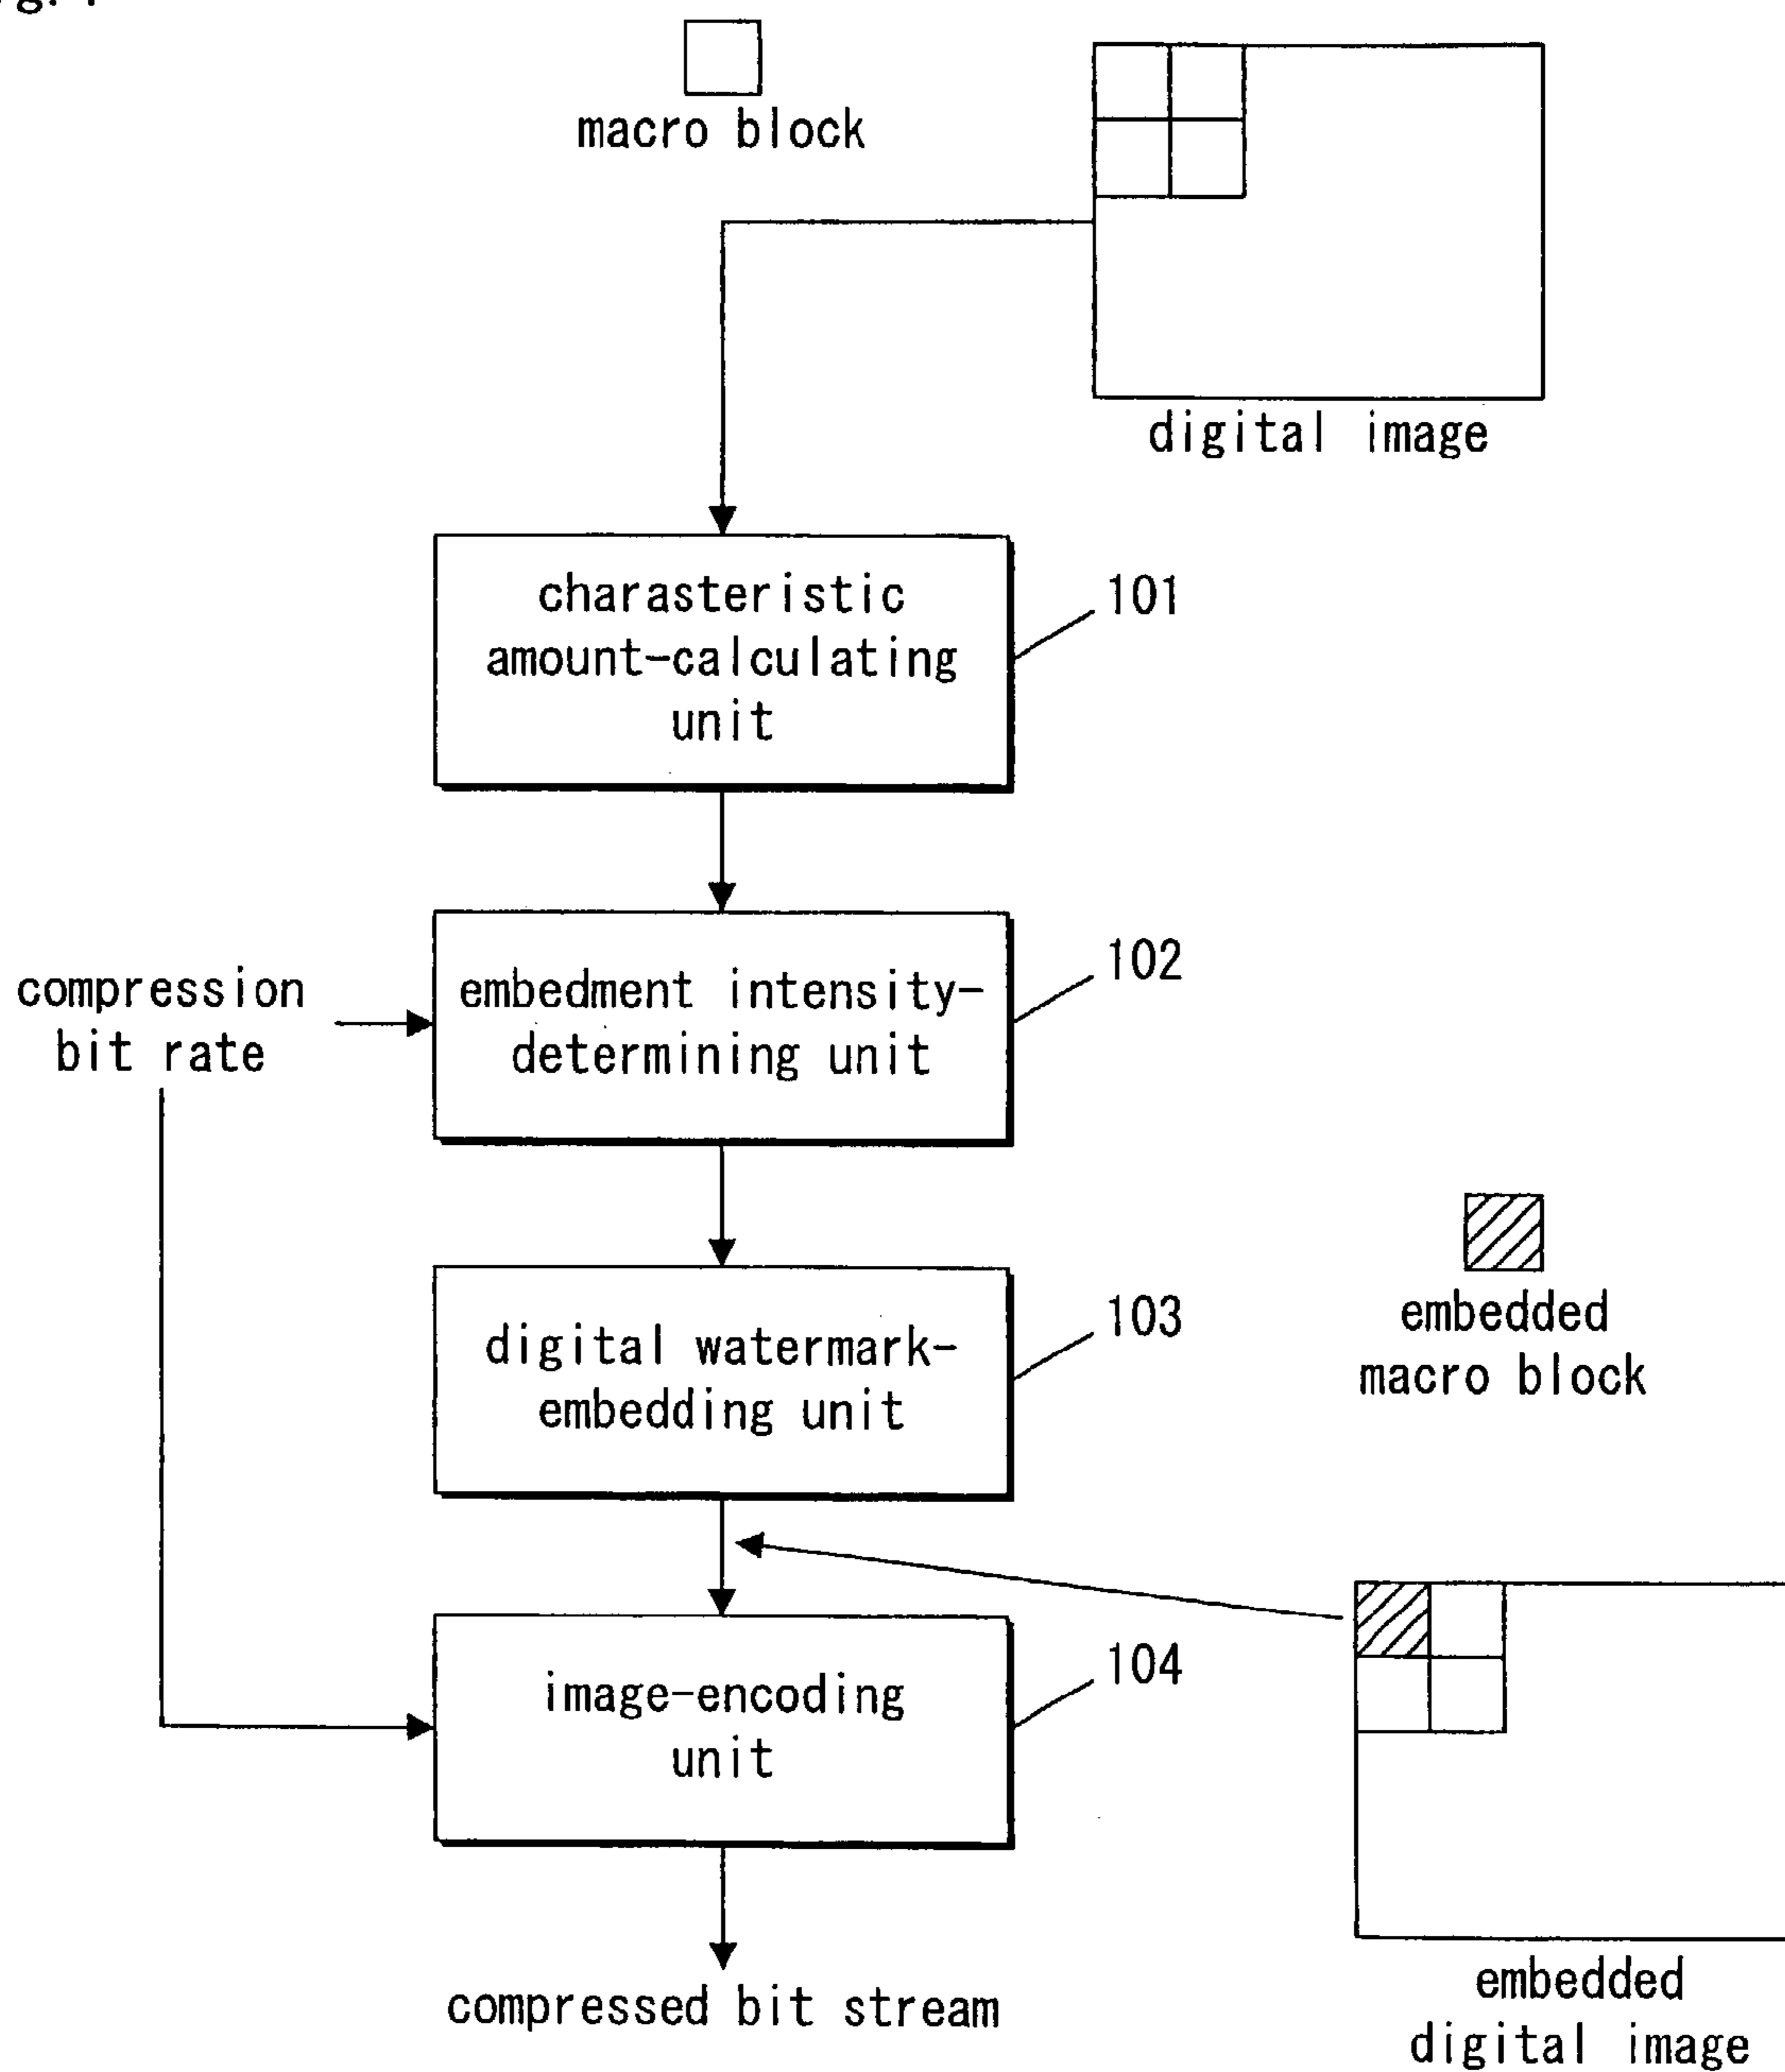 macro block
digital image
charasteristic
amount-calculating
unit
101
compression
bit rate
embedment intensity-
determining unit
102
digital watermark-
embedding unit
103
embedded
macro block
image-encoding
unit
104
compressed bit stream
embedded
digital image